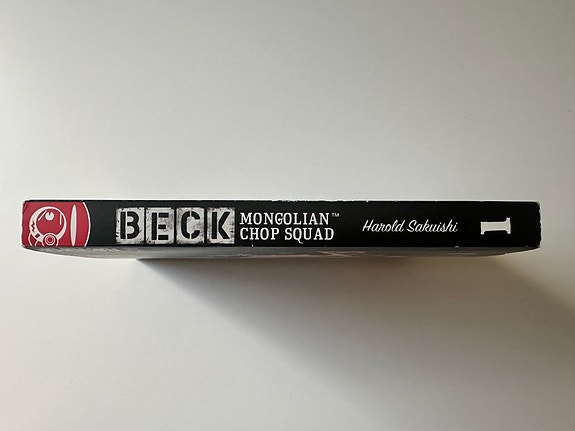 BECK
MONGOLIAN™
CHOP SQUAD
Harold Sakuishi
1